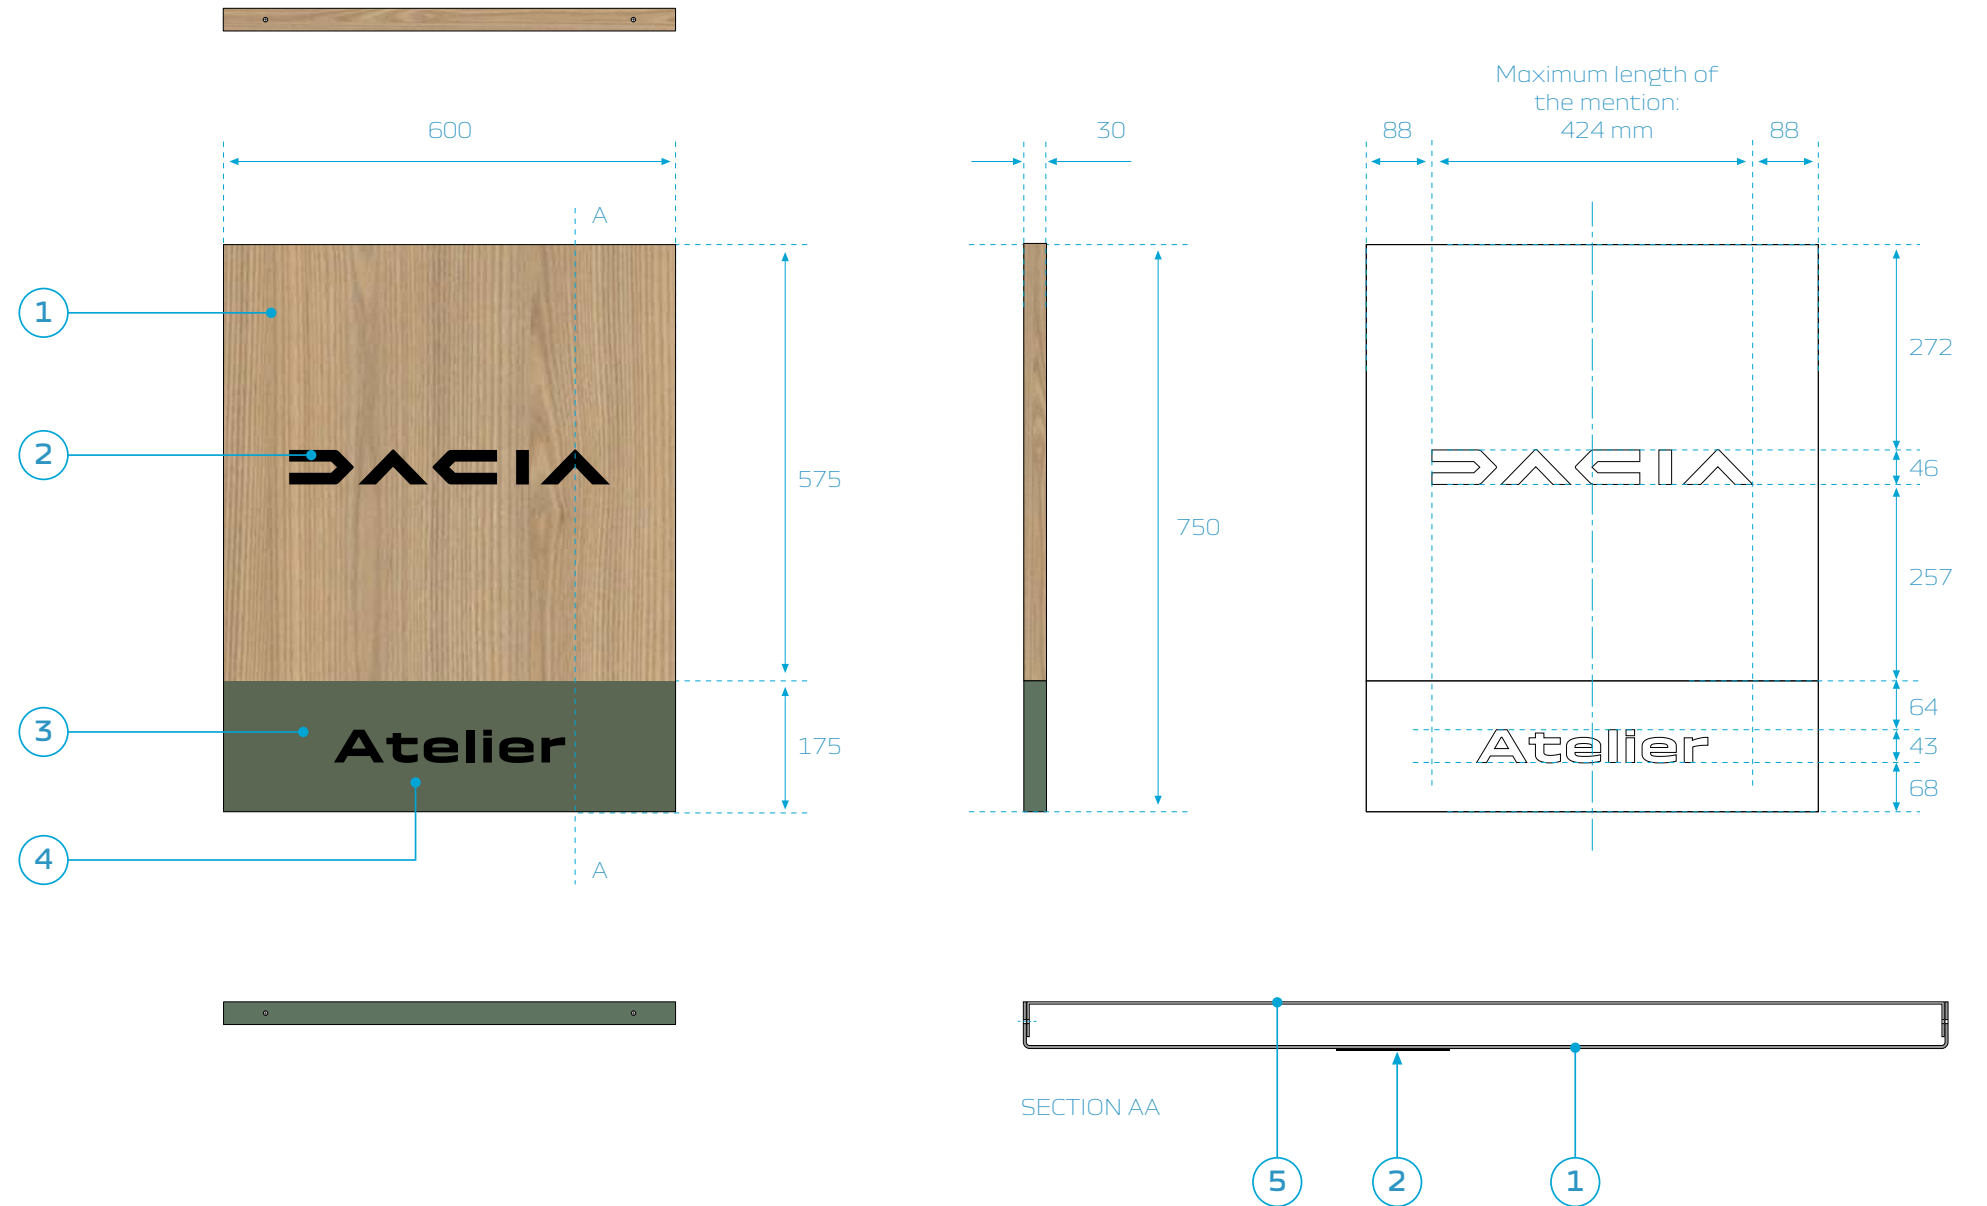 Maximum length of
the mention:
424 mm
600
30
88
88
A
1
272
2
DACIA
DACIA
46
575
750
257
3
Atelier
64
175
Atelier
43
68
4
A
SECTION AA
5
2
1